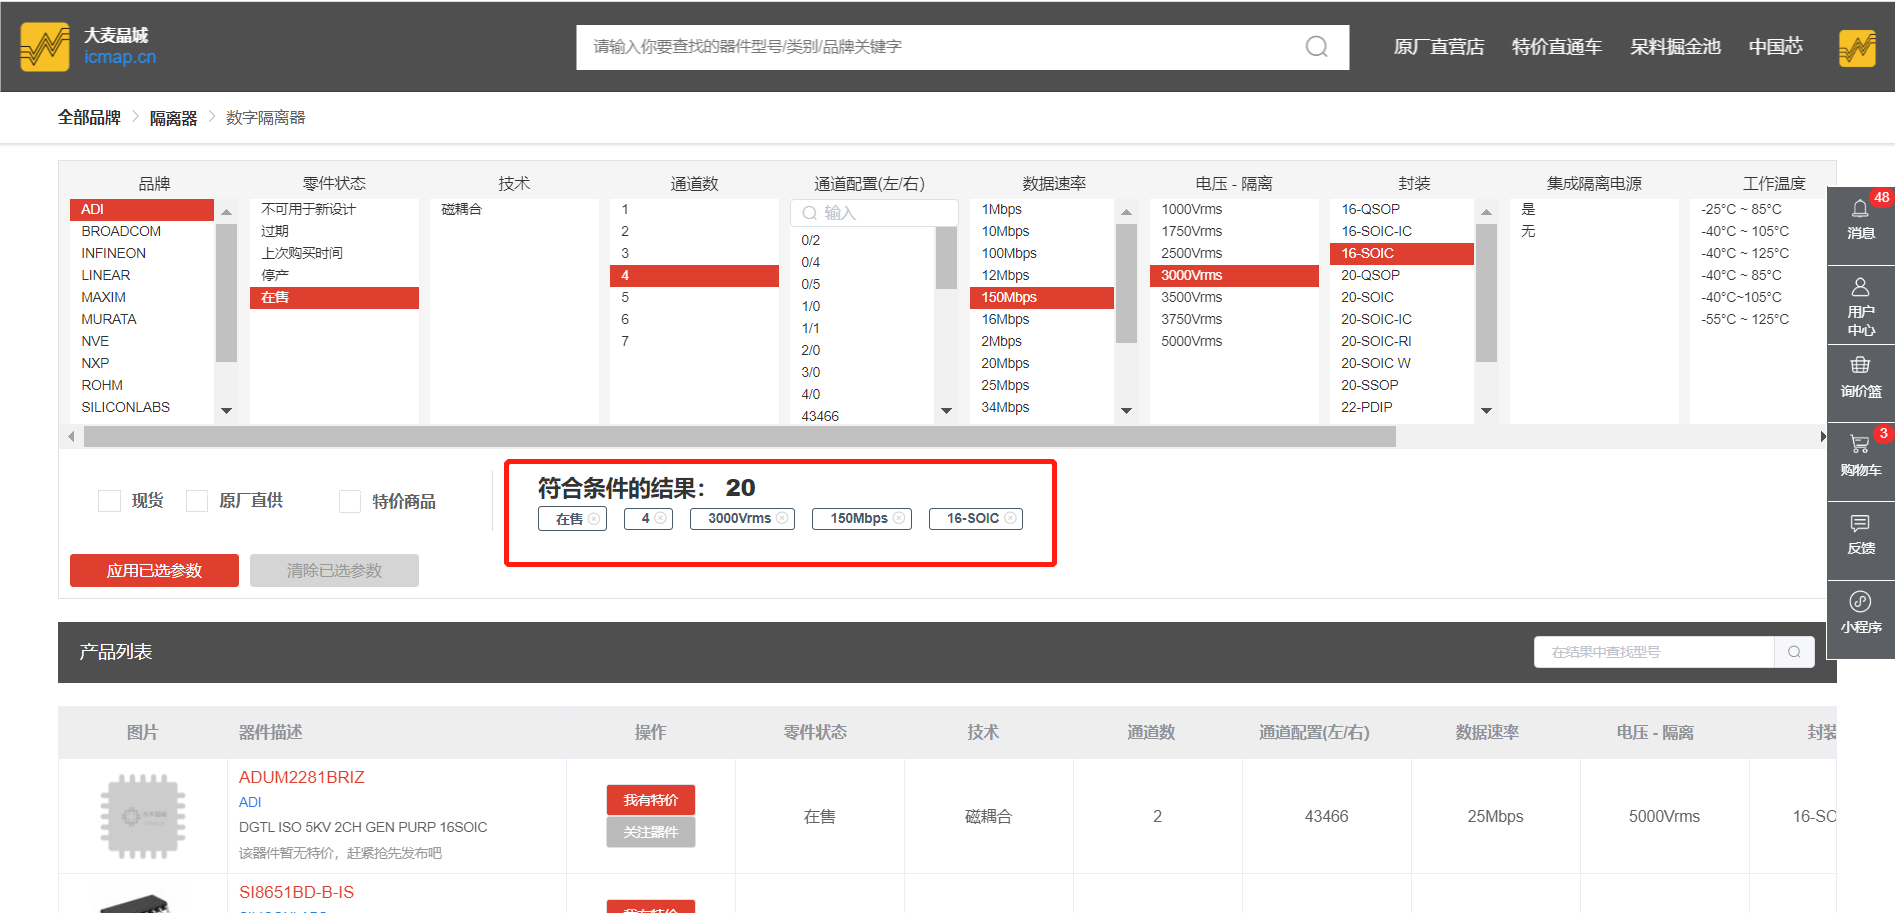 大麦晶城
icmap.cn
请输入你要查找的器件型号/类别/品牌关键字
原厂直营店 特价直通车 呆料掘金池 中国芯
全部品牌 > 隔离器 > 数字隔离器
品牌
ADI
BROADCOM
INFINEON
LINEAR
MAXIM
MURATA
NVE
NXP
ROHM
SILICONLABS
零件状态
不可用于新设计
过期
上次购买时间
停产
在售
技术
磁耦合
通道数
1
2
3
4
5
6
7
通道配置(左/右)
输入
0/2
0/4
0/5
1/0
1/1
2/0
3/0
4/0
43466
数据速率
1Mbps
10Mbps
100Mbps
12Mbps
150Mbps
16Mbps
2Mbps
20Mbps
25Mbps
34Mbps
电压 - 隔离
1000Vrms
1750Vrms
2500Vrms
3000Vrms
3500Vrms
3750Vrms
5000Vrms
封装
16-QSOP
16-SOIC-IC
16-SOIC
20-QSOP
20-SOIC
20-SOIC-IC
20-SOIC-RI
20-SOIC W
20-SSOP
22-PDIP
集成隔离电源
是
无
工作温度
-25°C ~ 85°C
-40°C ~ 105°C
-40°C ~ 125°C
-40°C ~ 85°C
-40°C~105°C
-55°C ~ 125°C
48
消息
用户
中心
询价篮
3
购物车
反馈
小程序
现货 原厂直供 特价商品
符合条件的结果： 20
在售 4 3000Vrms 150Mbps 16-SOIC
应用已选参数 清除已选参数
产品列表
在结果中查找型号
图片 器件描述 操作 零件状态 技术 通道数 通道配置(左/右) 数据速率 电压 - 隔离 封装
ADUM2281BRIZ
ADI
DGTL ISO 5KV 2CH GEN PURP 16SOIC
该器件暂无特价，赶紧抢先发布吧
我有特价
关注器件
在售 磁耦合 2 43466 25Mbps 5000Vrms 16-SO
SI8651BD-B-IS